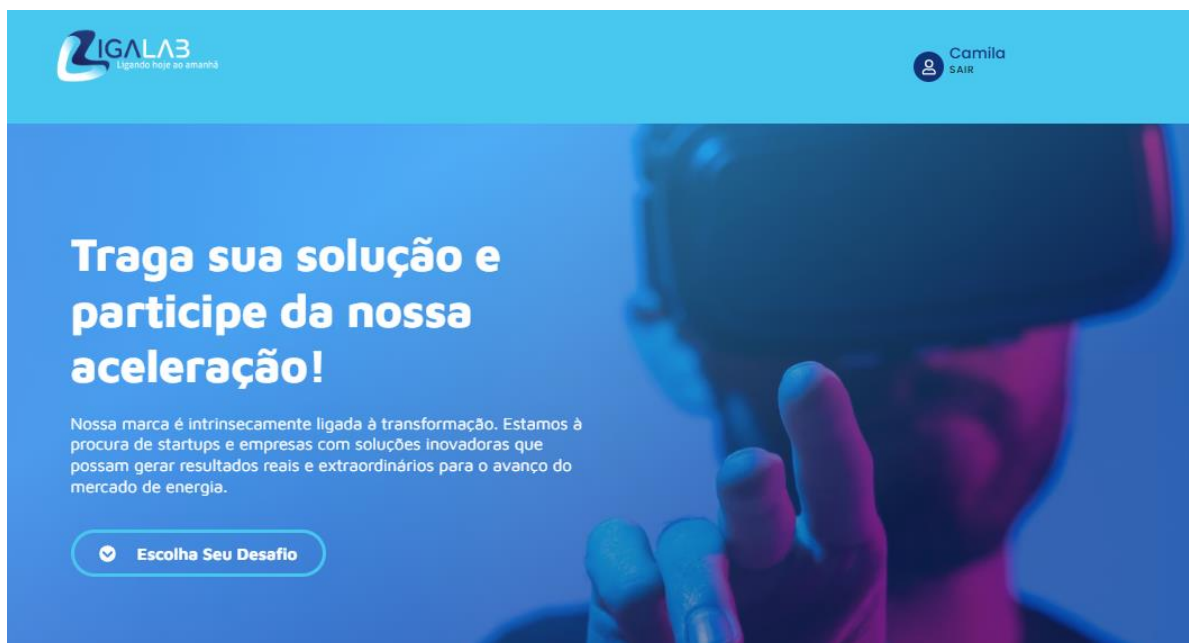 LIGALAB
Ligando hoje ao amanhã
Camila
SAIR
Traga sua solução e
participe da nossa
aceleração!
Nossa marca é intrinsecamente ligada à transformação. Estamos à
procura de startups e empresas com soluções inovadoras que
possam gerar resultados reais e extraordinários para o avanço do
mercado de energia.
Escolha Seu Desafio